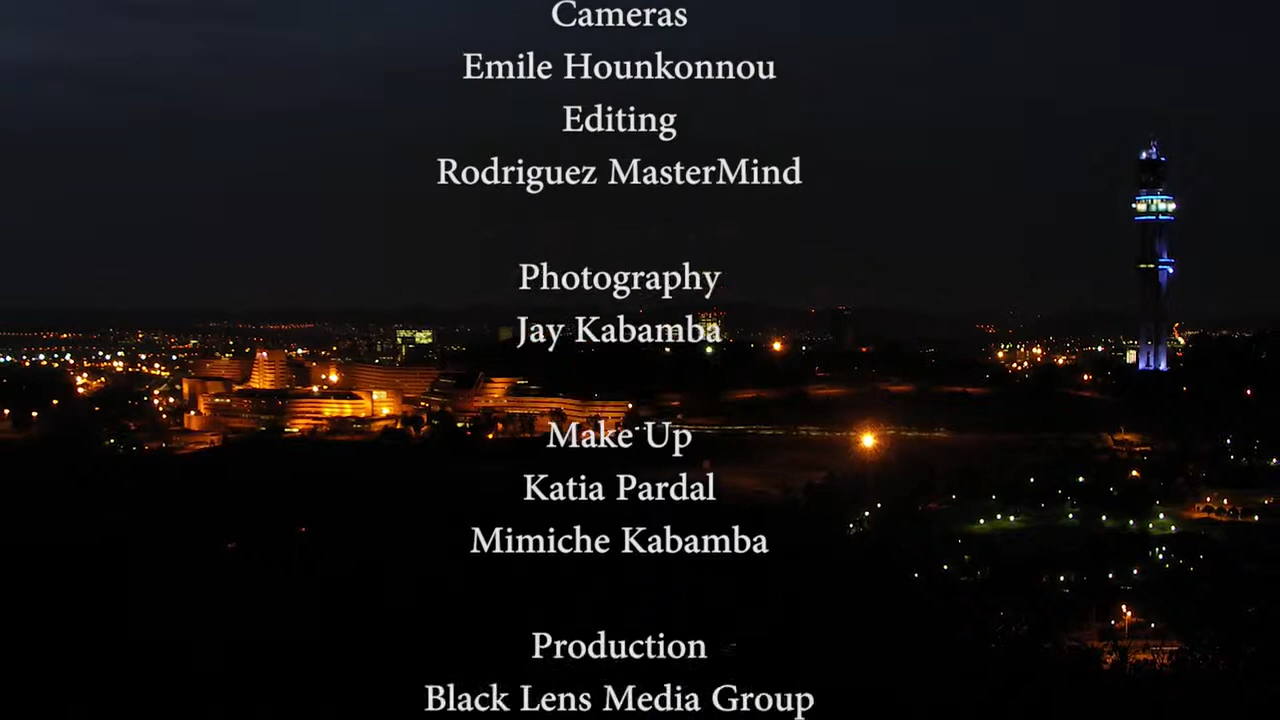 Cameras
Emile Hounkonnou
Editing
Rodriguez MasterMind
Photography
Jay Kabamba
Make Up
Katia Pardal
Mimiche Kabamba
Production
Black Lens Media Group